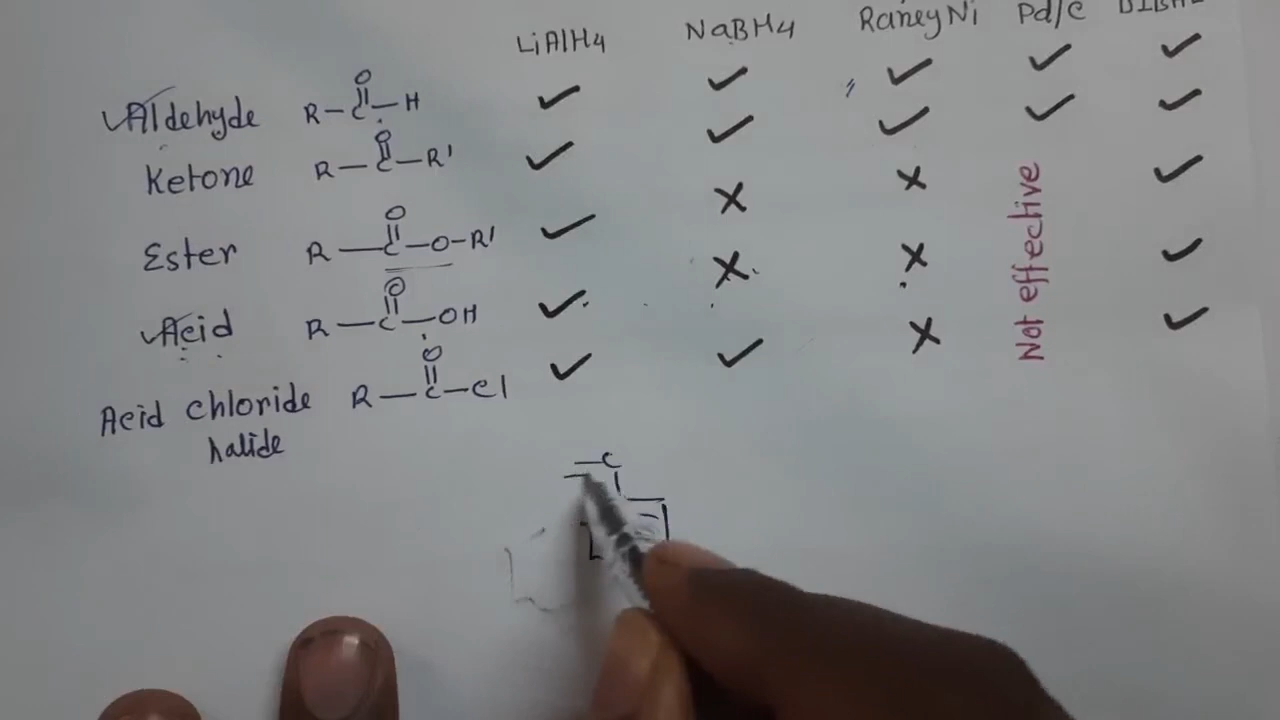 LiAlH4 NaBH4 Raney Ni Pd/c
Aldehyde R-C-H O
Ketone R-C-R' O
Ester R-C-O-R' O
Acid R-C-OH O
Acid chloride R-C-Cl O
halide
Not effective
C